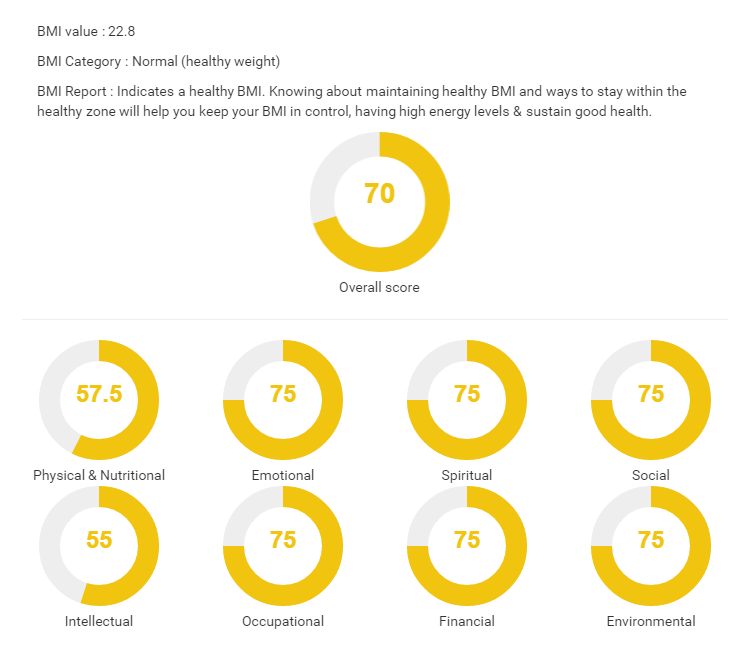 BMI value : 22.8
BMI Category : Normal (healthy weight)
BMI Report : Indicates a healthy BMI. Knowing about maintaining healthy BMI and ways to stay within the
healthy zone will help you keep your BMI in control, having high energy levels & sustain good health.
70
Overall score
57.5
75
75
75
Physical & Nutritional
Emotional
Spiritual
Social
55
75
75
75
Intellectual
Occupational
Financial
Environmental